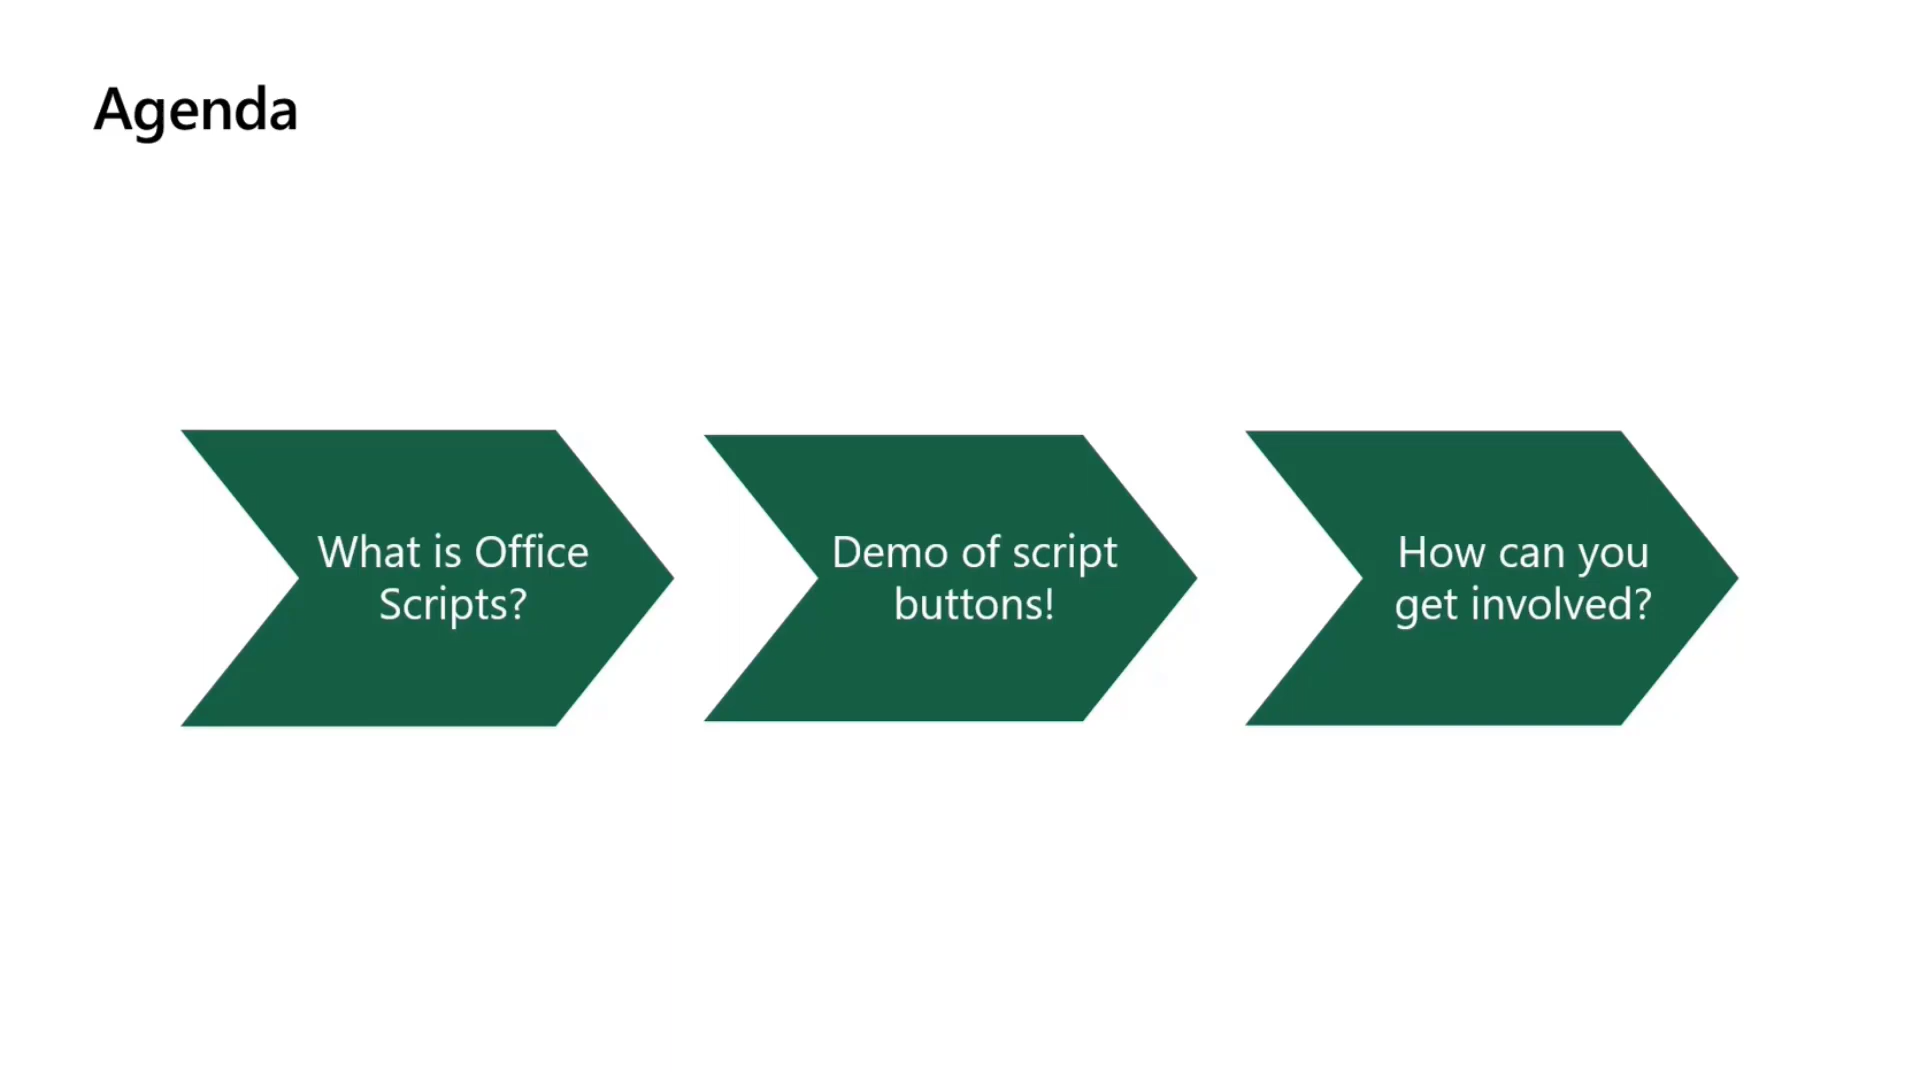 Agenda
What is Office
Scripts?
Demo of script
buttons!
How can you
get involved?